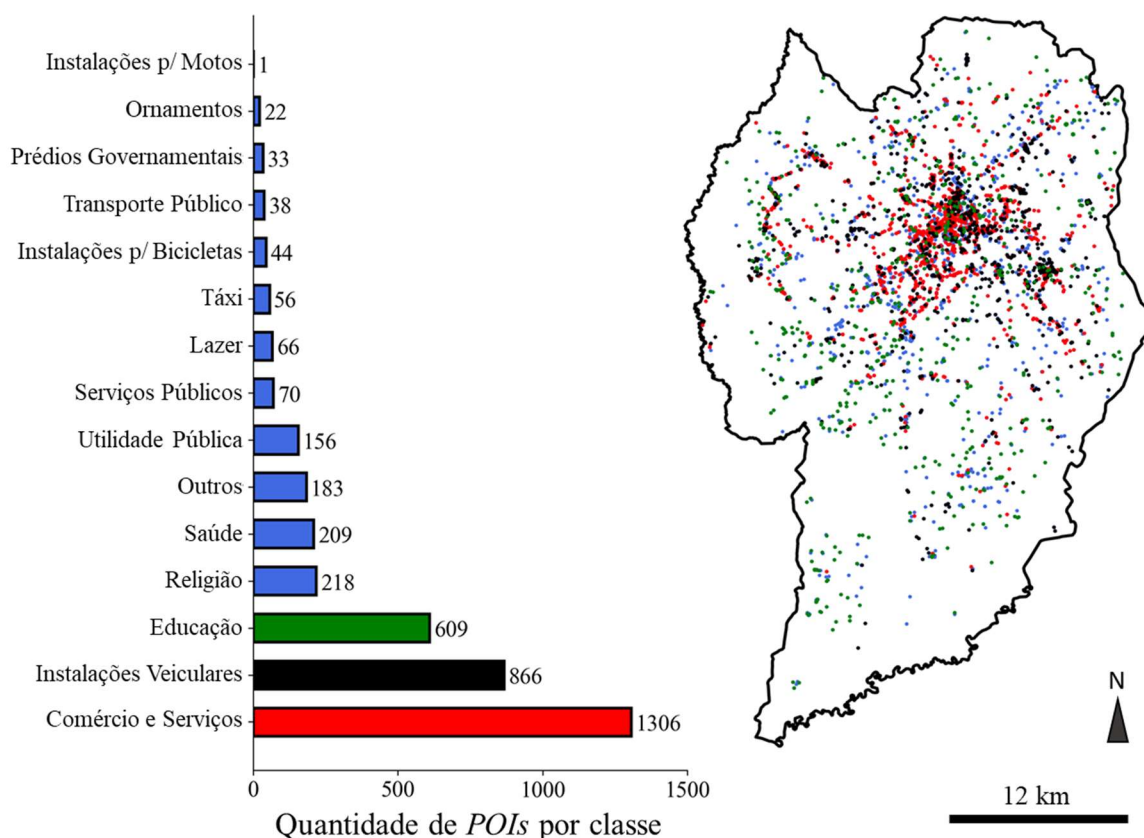 Instalações p/ Motos 1
Ornamentos 22
Prédios Governamentais 33
Transporte Público 38
Instalações p/ Bicicletas 44
Táxi 56
Lazer 66
Serviços Públicos 70
Utilidade Pública 156
Outros 183
Saúde 209
Religião 218
Educação 609
Instalações Veiculares 866
Comércio e Serviços 1306
0 500 1000 1500
Quantidade de POIs por classe
N
12 km